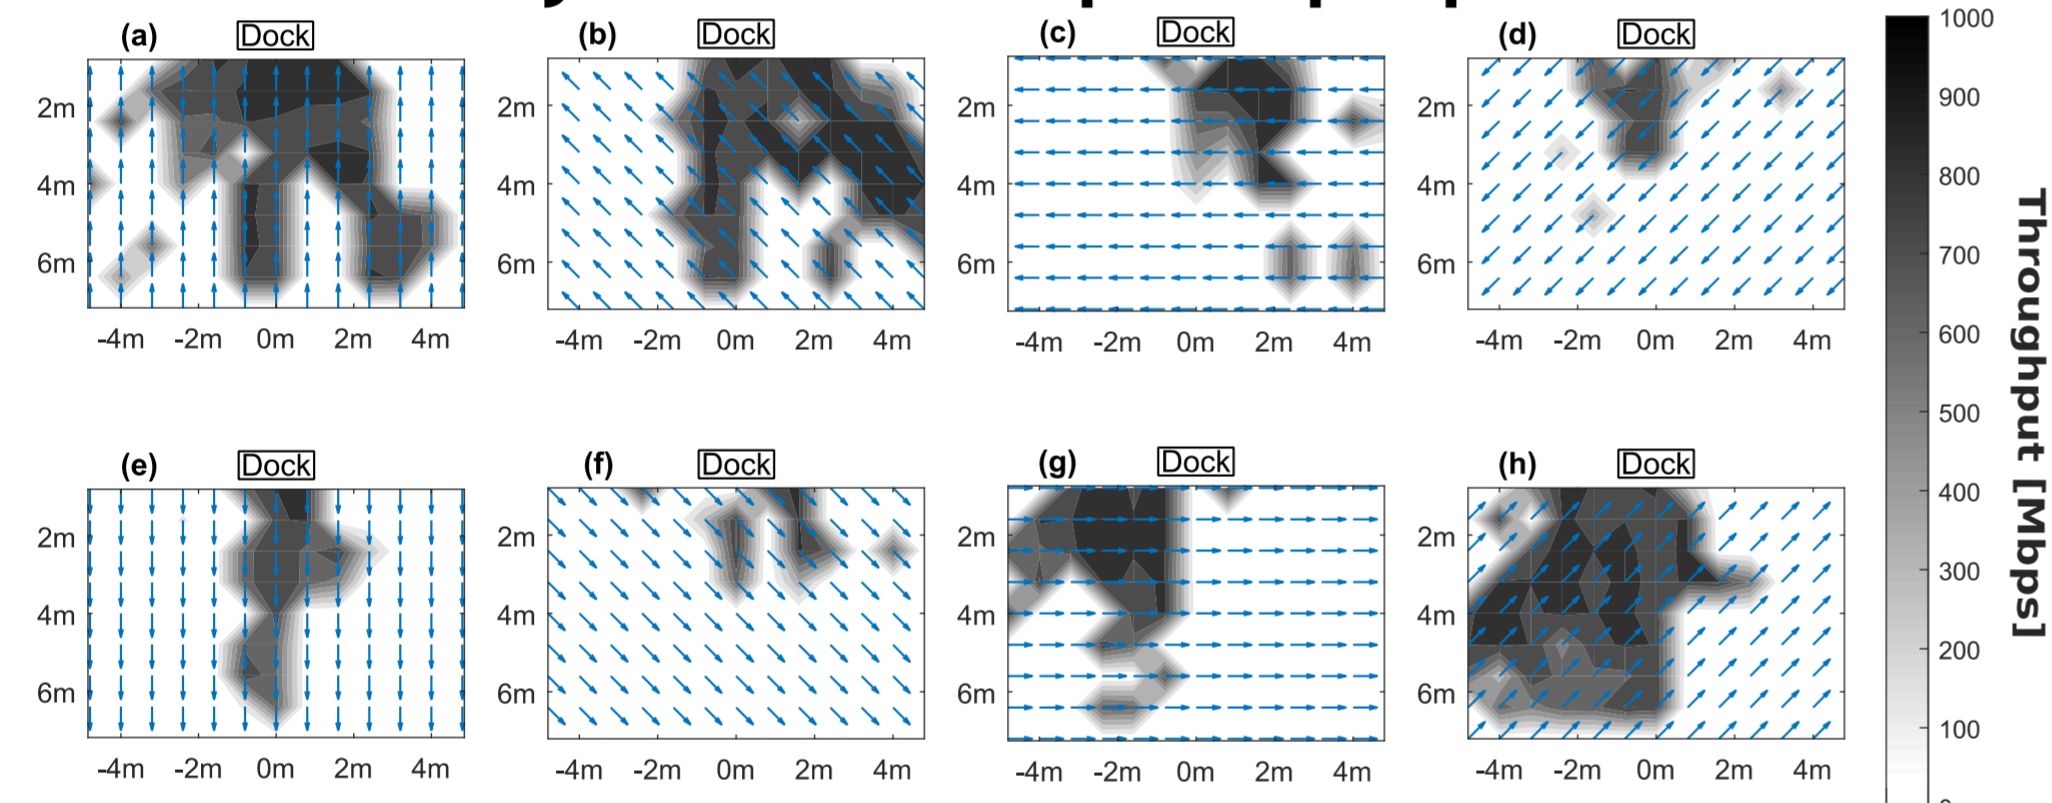 (a) Dock (b) Dock (c) Dock (d) Dock
2m 2m 2m 2m
4m 4m 4m 4m
6m 6m 6m 6m
-4m -2m 0m 2m 4m -4m -2m 0m 2m 4m -4m -2m 0m 2m 4m -4m -2m 0m 2m 4m
(e) Dock (f) Dock (g) Dock (h) Dock
2m 2m 2m 2m
4m 4m 4m 4m
6m 6m 6m 6m
-4m -2m 0m 2m 4m -4m -2m 0m 2m 4m -4m -2m 0m 2m 4m -4m -2m 0m 2m 4m
1000
900
800
700
600
500
400
300
200
100
Throughput [Mbps]